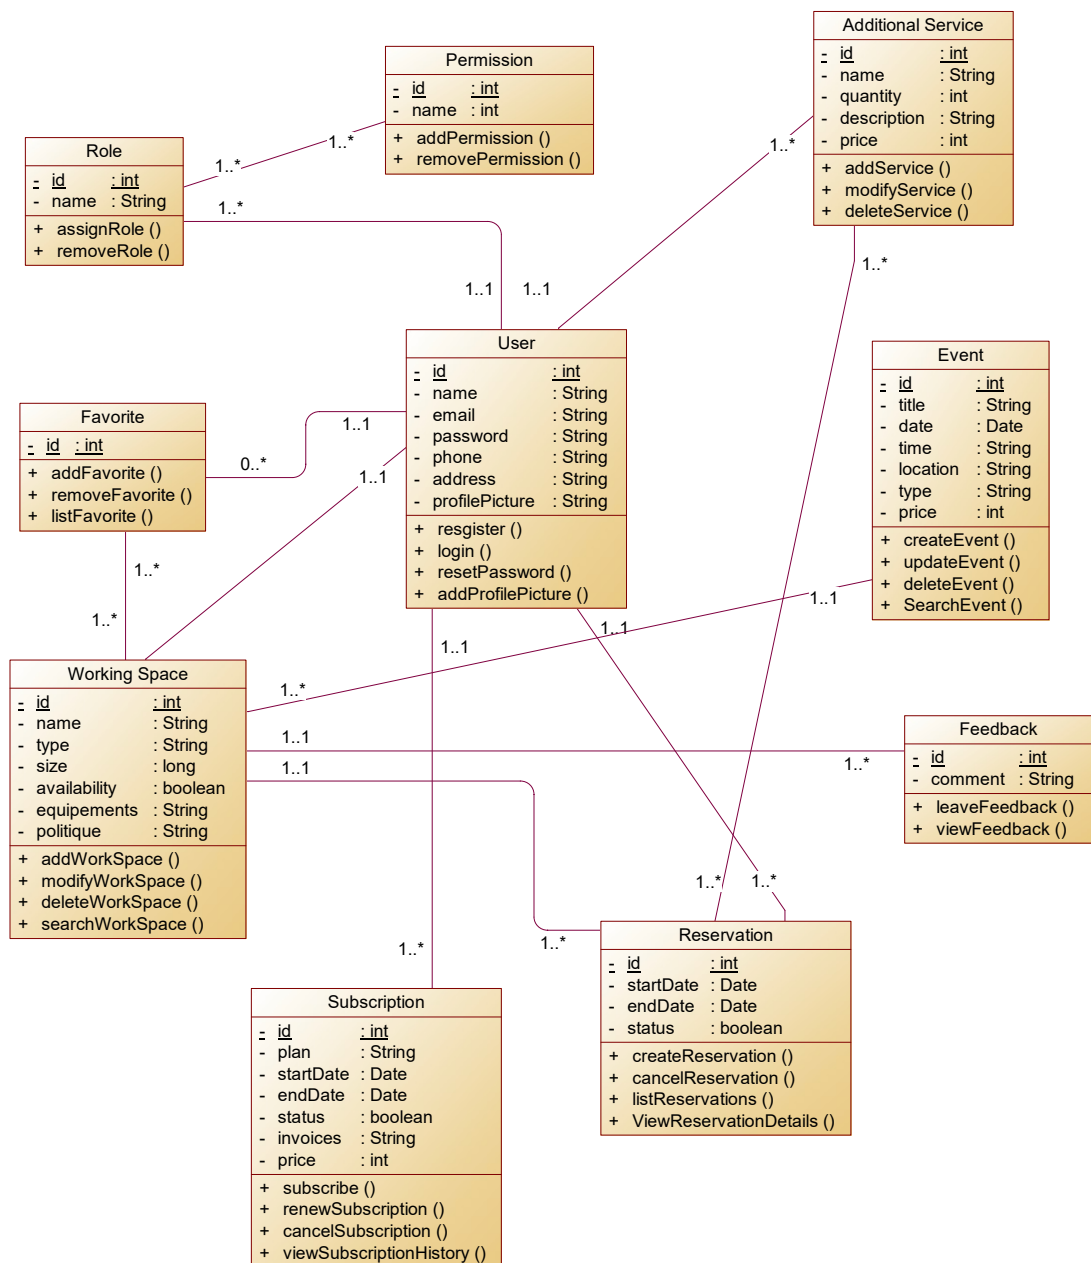 Additional Service
- id : int
- name : String
- quantity : int
- description : String
- price : int
+ addService ()
+ modifyService ()
+ deleteService ()
Permission
- id : int
- name : int
+ addPermission ()
+ removePermission ()
Role
- id : int
- name : String
+ assignRole ()
+ removeRole ()
1..*
1..*
1..*
1..*
1..*
1..1
1..1
User
- id : int
- name : String
- email : String
- password : String
- phone : String
- address : String
- profilePicture : String
+ resgister ()
+ login ()
+ resetPassword ()
+ addProfilePicture ()
Event
- id : int
- title : String
- date : Date
- time : String
- location : String
- type : String
- price : int
+ createEvent ()
+ updateEvent ()
+ deleteEvent ()
+ SearchEvent ()
Favorite
- id : int
+ addFavorite ()
+ removeFavorite ()
+ listFavorite ()
1..1
0..*
1..1
1..*
1..*
1..1
1..1
1..1
1..*
Working Space
- id : int
- name : String
- type : String
- size : long
- availability : boolean
- equipements : String
- politique : String
+ addWorkSpace ()
+ modifyWorkSpace ()
+ deleteWorkSpace ()
+ searchWorkSpace ()
1..1
1..1
1..*
Feedback
- id : int
- comment : String
+ leaveFeedback ()
+ viewFeedback ()
1..*
1..*
1..*
1..*
Reservation
- id : int
- startDate : Date
- endDate : Date
- status : boolean
+ createReservation ()
+ cancelReservation ()
+ listReservations ()
+ ViewReservationDetails ()
Subscription
- id : int
- plan : String
- startDate : Date
- endDate : Date
- status : boolean
- invoices : String
- price : int
+ subscribe ()
+ renewSubscription ()
+ cancelSubscription ()
+ viewSubscriptionHistory ()